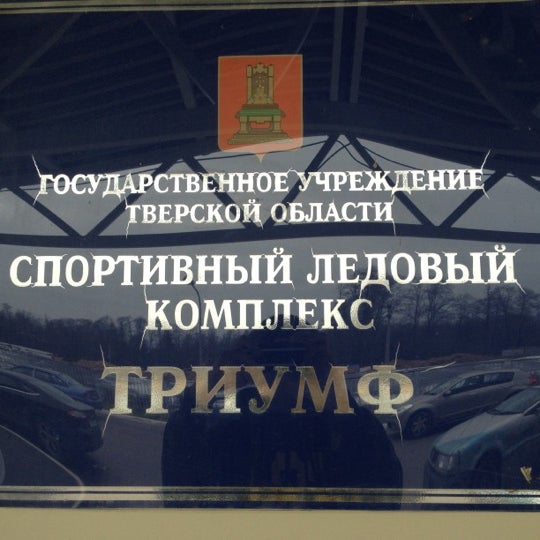 ГОСУДАРСТВЕННОЕ УЧРЕЖДЕНИЕ
ТВЕРСКОЙ ОБЛАСТИ
СПОРТИВНЫЙ ЛЕДОВЫЙ
КОМПЛЕКС
ТРИУМФ